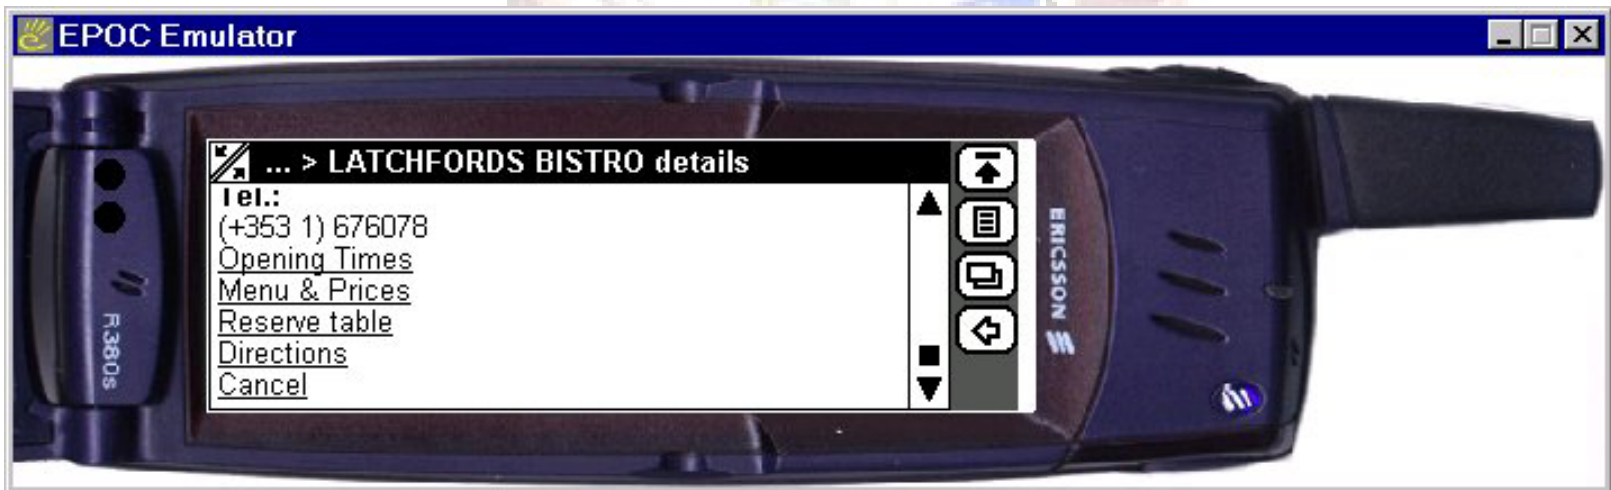 EPOC Emulator
... > LATCHFORDS BISTRO details
Tel.:
(+353 1) 676078
Opening Times
Menu & Prices
Reserve table
Directions
Cancel
ERICSSON
R380s